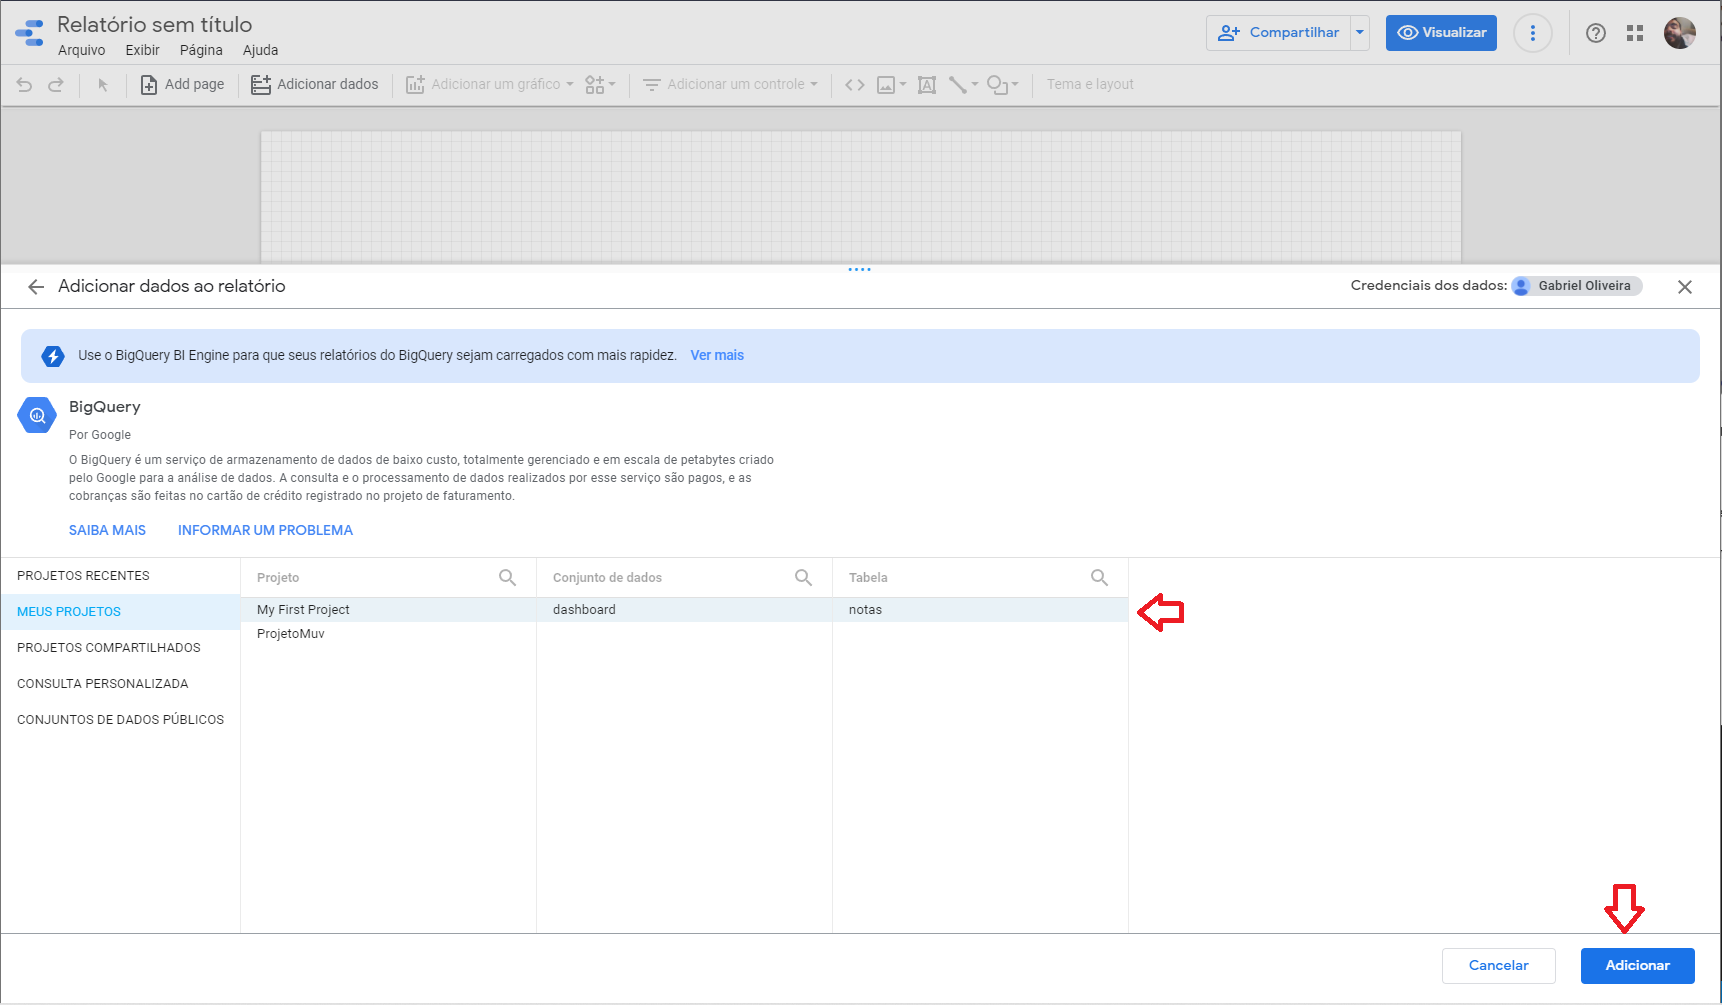 Relatório sem título
Arquivo Exibir Página Ajuda
Compartilhar
Visualizar
Add page
Adicionar dados
Adicionar um gráfico
Adicionar um controle
Tema e layout
Adicionar dados ao relatório
Credenciais dos dados: Gabriel Oliveira
Use o BigQuery BI Engine para que seus relatórios do BigQuery sejam carregados com mais rapidez. Ver mais
BigQuery
Por Google
O BigQuery é um serviço de armazenamento de dados de baixo custo, totalmente gerenciado e em escala de petabytes criado
pelo Google para a análise de dados. A consulta e o processamento de dados realizados por esse serviço são pagos, e as
cobranças são feitas no cartão de crédito registrado no projeto de faturamento.
SAIBA MAIS INFORMAR UM PROBLEMA
PROJETOS RECENTES
MEUS PROJETOS
PROJETOS COMPARTILHADOS
CONSULTA PERSONALIZADA
CONJUNTOS DE DADOS PÚBLICOS
Projeto
My First Project
ProjetoMuv
Conjunto de dados
dashboard
Tabela
notas
Cancelar
Adicionar